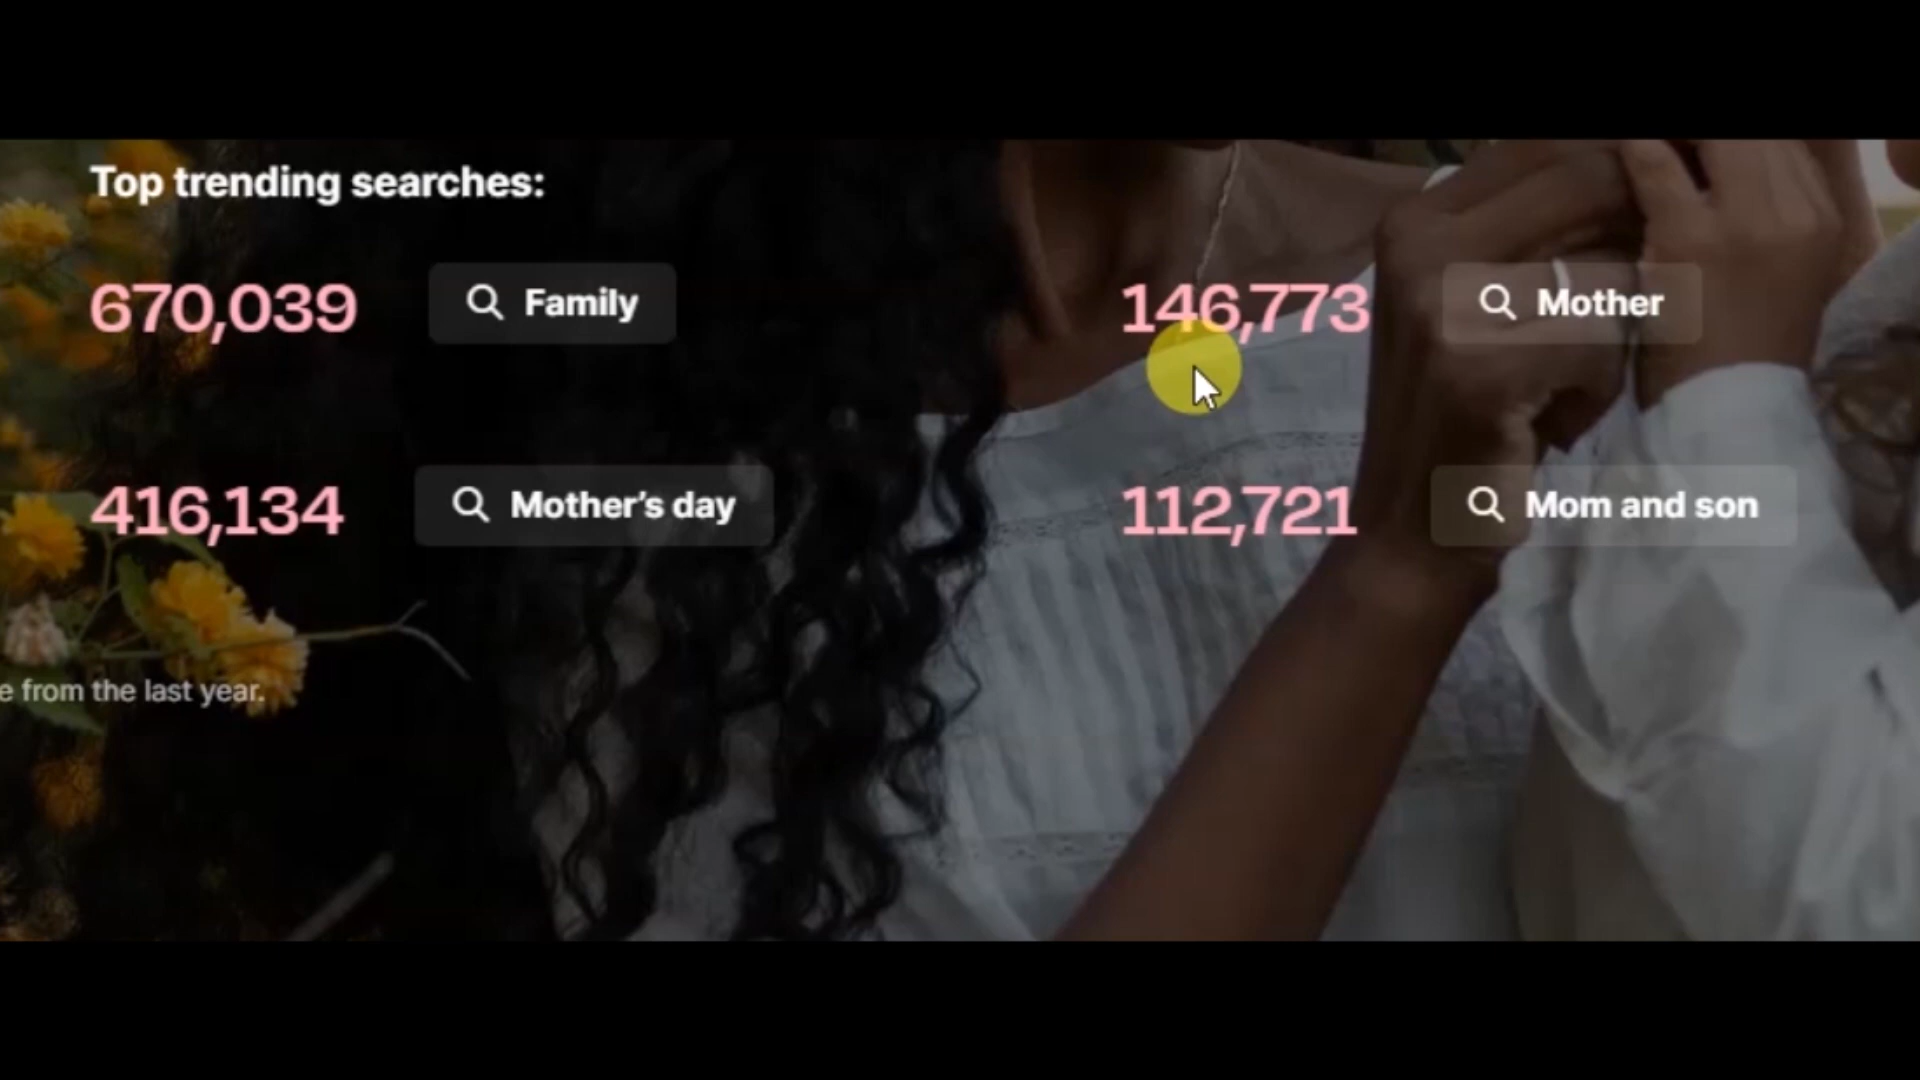 Top trending searches:
670,039 Family
146,773 Mother
416,134 Mother's day
112,721 Mom and son
e from the last year.